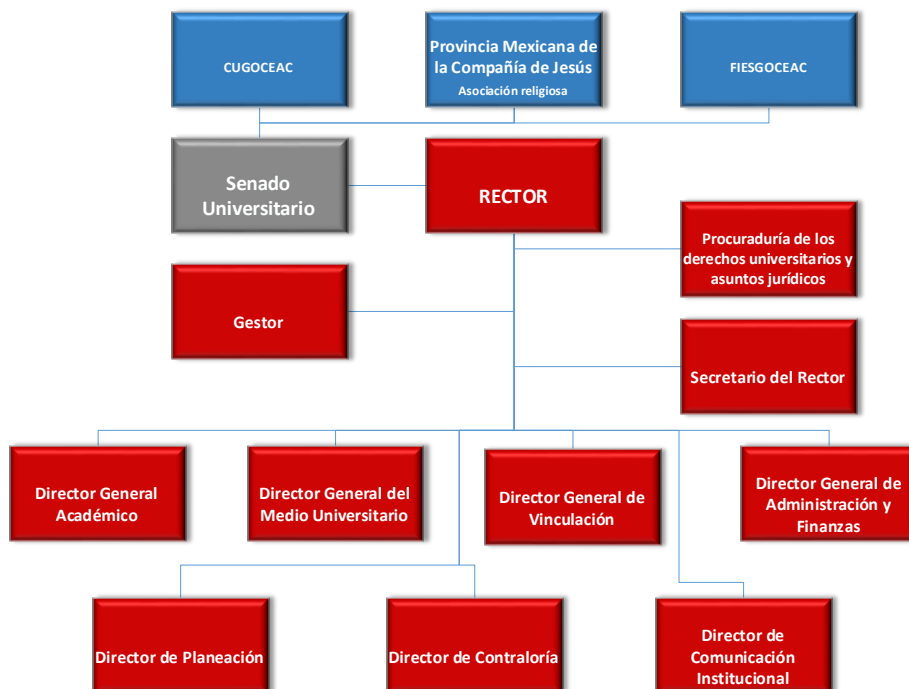 CUGOCEAC
Provincia Mexicana de
la Compañía de Jesús
Asociación religiosa
FIESGOCEAC
Senado
Universitario
RECTOR
Procuraduría de los
derechos universitarios y
asuntos jurídicos
Gestor
Secretario del Rector
Director General
Académico
Director General del
Medio Universitario
Director General de
Vinculación
Director General de
Administración y
Finanzas
Director de Planeación
Director de Contraloría
Director de
Comunicación
Institucional